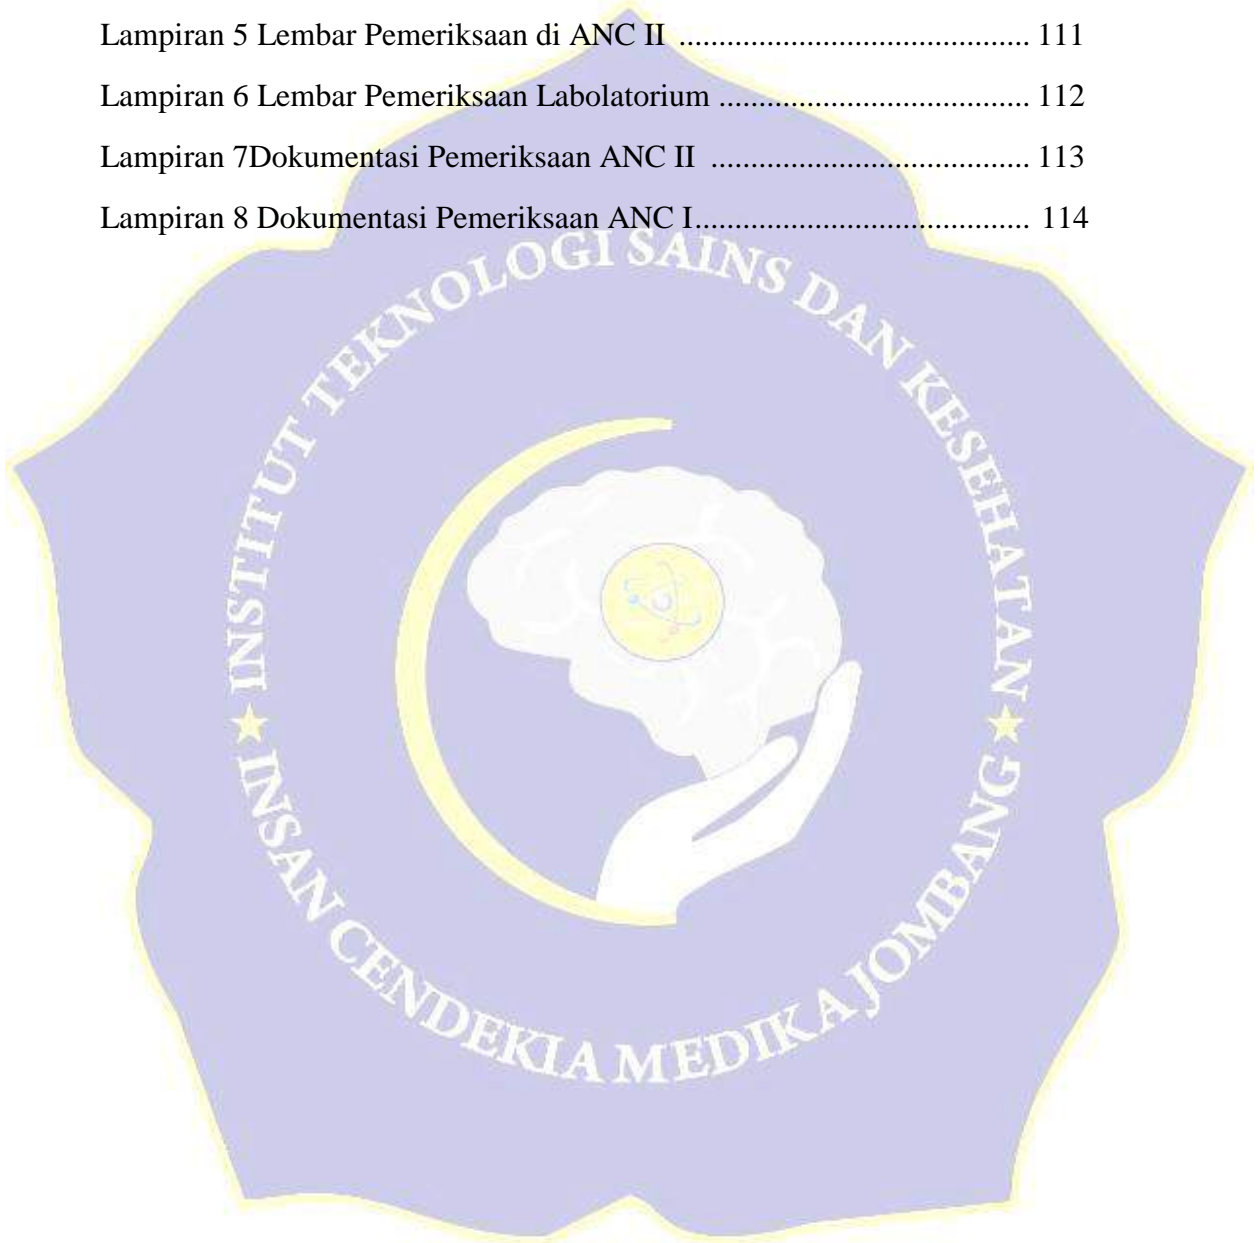 Lampiran 5 Lembar Pemeriksaan di ANC II ............................................ 111
Lampiran 6 Lembar Pemeriksaan Labolatorium ....................................... 112
Lampiran 7Dokumentasi Pemeriksaan ANC II ........................................ 113
Lampiran 8 Dokumentasi Pemeriksaan ANC I.......................................... 114
INSTITUT TEKNOLOGI SAINS DAN KESEHATAN
INSAN CENDEKIA MEDIKA JOMBANG